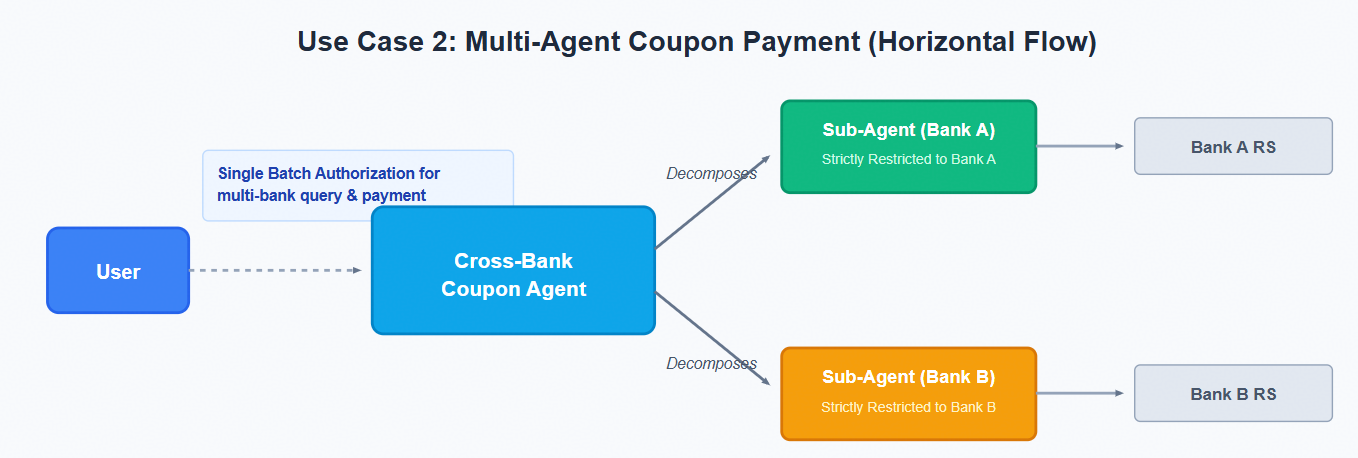 Use Case 2: Multi-Agent Coupon Payment (Horizontal Flow)
Single Batch Authorization for
multi-bank query & payment
User
Cross-Bank
Coupon Agent
Decomposes
Sub-Agent (Bank A)
Strictly Restricted to Bank A
Bank A RS
Decomposes
Sub-Agent (Bank B)
Strictly Restricted to Bank B
Bank B RS